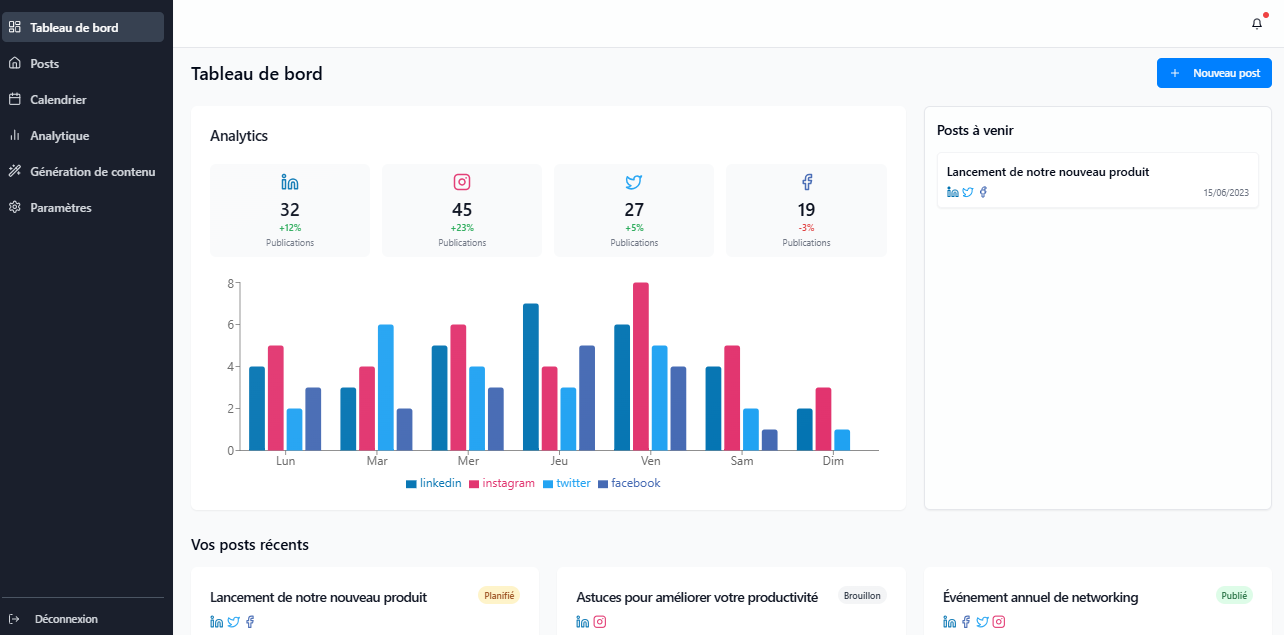 Tableau de bord
Posts
Calendrier
Analytique
Génération de contenu
Paramètres
Déconnexion
Tableau de bord
+ Nouveau post
Analytics
32
+12%
Publications
45
+23%
Publications
27
+5%
Publications
19
-3%
Publications
8
6
4
2
0
Lun Mar Mer Jeu Ven Sam Dim
linkedin instagram twitter facebook
Posts à venir
Lancement de notre nouveau produit
15/06/2023
Vos posts récents
Lancement de notre nouveau produit Planifié
Astuces pour améliorer votre productivité Brouillon
Événement annuel de networking Publié